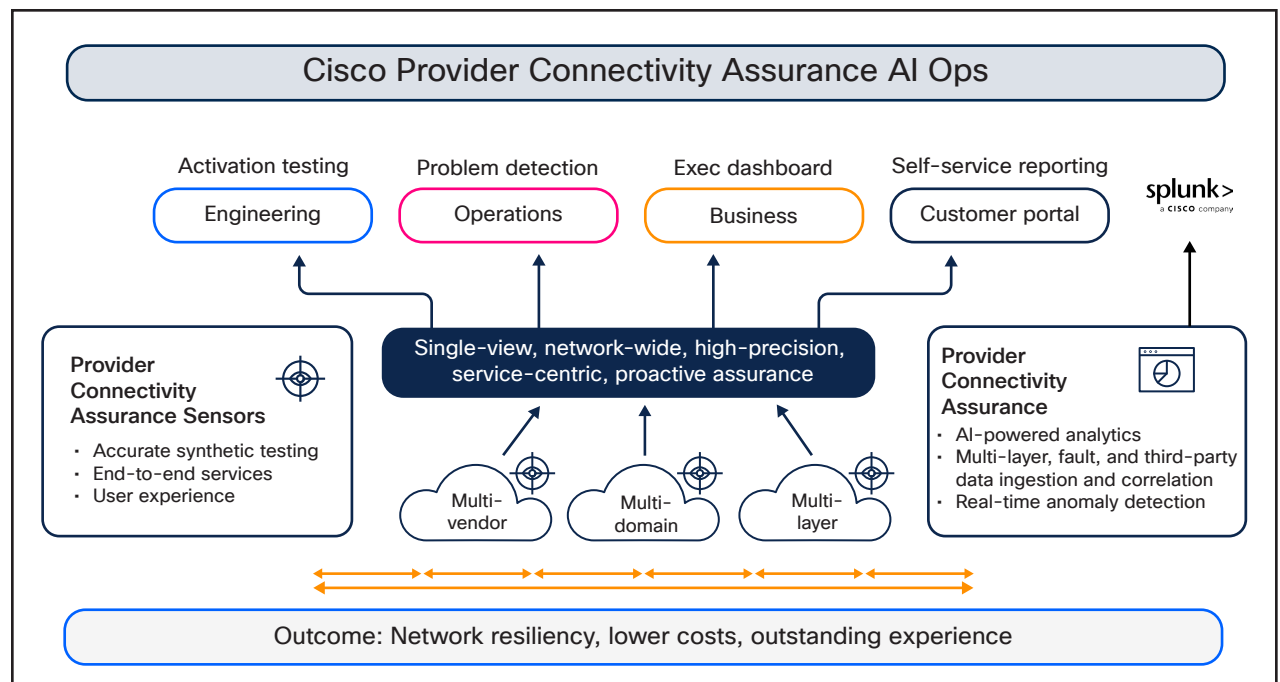 Cisco Provider Connectivity Assurance AI Ops
Activation testing
Engineering
Problem detection
Operations
Exec dashboard
Business
Self-service reporting
Customer portal
splunk>
a CISCO company
Provider
Connectivity
Assurance Sensors
· Accurate synthetic testing
· End-to-end services
· User experience
Single-view, network-wide, high-precision,
service-centric, proactive assurance
Multi-
vendor
Multi-
domain
Multi-
layer
Provider
Connectivity
Assurance
· AI-powered analytics
· Multi-layer, fault, and third-party
data ingestion and correlation
· Real-time anomaly detection
Outcome: Network resiliency, lower costs, outstanding experience